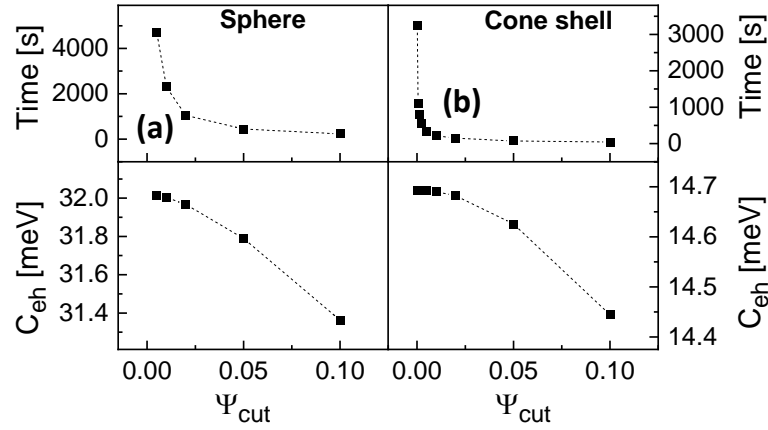 Sphere
Cone shell
Time [s]
4000
2000
0
(a)
(b)
3000
2000
1000
0
Time [s]
C_eh [meV]
32.0
31.8
31.6
31.4
14.7
14.6
14.5
14.4
C_eh [meV]
0.00 0.05 0.10
0.00 0.05 0.10
Ψ_cut
Ψ_cut